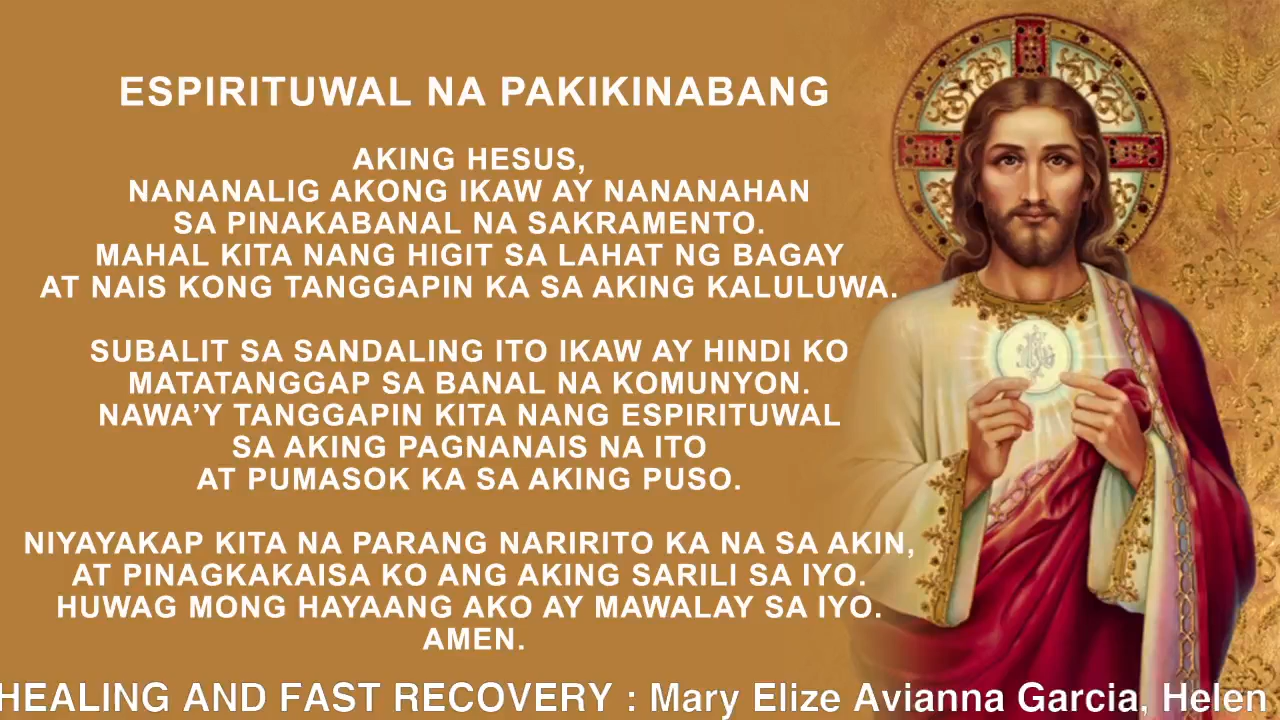 ESPIRITUWAL NA PAKIKINABANG
AKING HESUS,
NANANALIG AKONG IKAW AY NANANAHAN
SA PINAKABANAL NA SAKRAMENTO.
MAHAL KITA NANG HIGIT SA LAHAT NG BAGAY
AT NAIS KONG TANGGAPIN KA SA AKING KALULUWA.
SUBALIT SA SANDALING ITO IKAW AY HINDI KO
MATATANGGAP SA BANAL NA KOMUNYON.
NAWA’Y TANGGAPIN KITA NANG ESPIRITUWAL
SA AKING PAGNANAIS NA ITO
AT PUMASOK KA SA AKING PUSO.
NIYAYAKAP KITA NA PARANG NARIRITO KA NA SA AKIN,
AT PINAGKAKAISA KO ANG AKING SARILI SA IYO.
HUWAG MONG HAYAANG AKO AY MAWALAY SA IYO.
AMEN.
HEALING AND FAST RECOVERY : Mary Elize Avianna Garcia, Helen